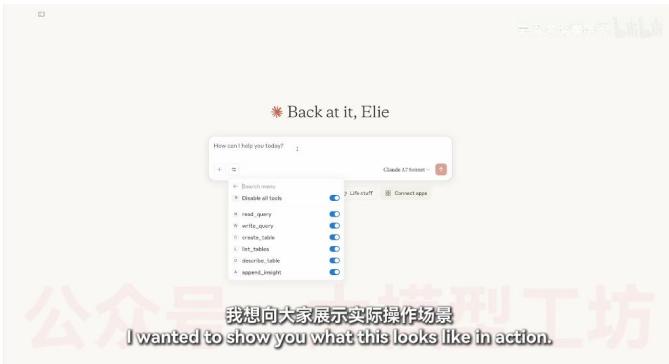 Back at it, Elie
How can I help you today?
Claude 3.7 Sonnet
Search menu
Life stuff
Connect apps
Disable all tools
read_query
write_query
create_table
list_tables
describe_table
append_insight
公众号 大模型工坊
我想向大家展示实际操作场景
I wanted to show you what this looks like in action.